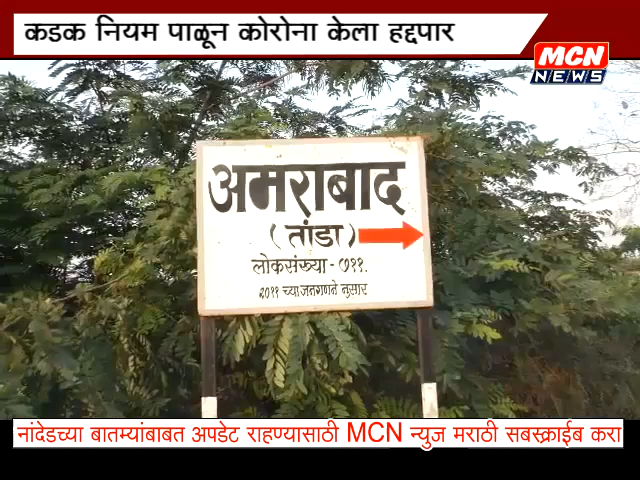 कडक नियम पाळून कोरोना केला हद्दपार
MCN
NEWS
अमराबाद
(तांडा)
लोकसंख्या-७११.
२०११ च्या जनगणने नुसार
नांदेडच्या बातम्यांबाबत अपडेट राहण्यासाठी MCN न्युज मराठी सबस्क्राईब करा